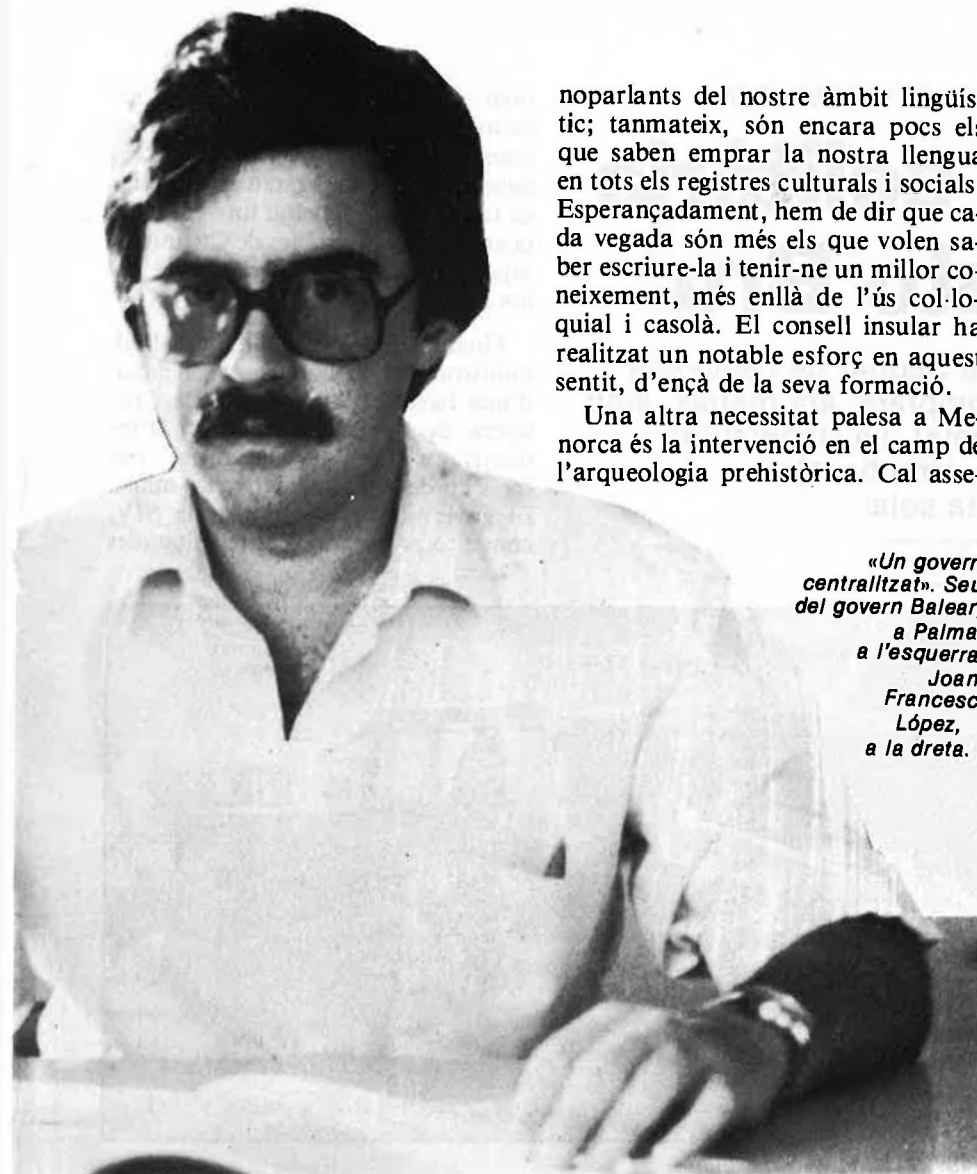 noparlants del nostre àmbit lingüís
tic; tanmateix, són encara pocs els
que saben emprar la nostra llengua
en tots els registres culturals i socials
Esperançadament, hem de dir que ca-
da vegada són més els que volen sa-
ber escriure-la i tenir-ne un millor co-
neixement, més enllà de l'ús col·lo-
quial i casolà. El consell insular ha
realitzat un notable esforç en aquest
sentit, d'ençà de la seva formació.
Una altra necessitat palesa a Me-
norca és la intervenció en el camp de
l'arqueologia prehistòrica. Cal asse-
«Un govern
centralitzat». Seu
del govern Balear,
a Palma
a l'esquerra
Joan
Francesc
López,
a la dreta.